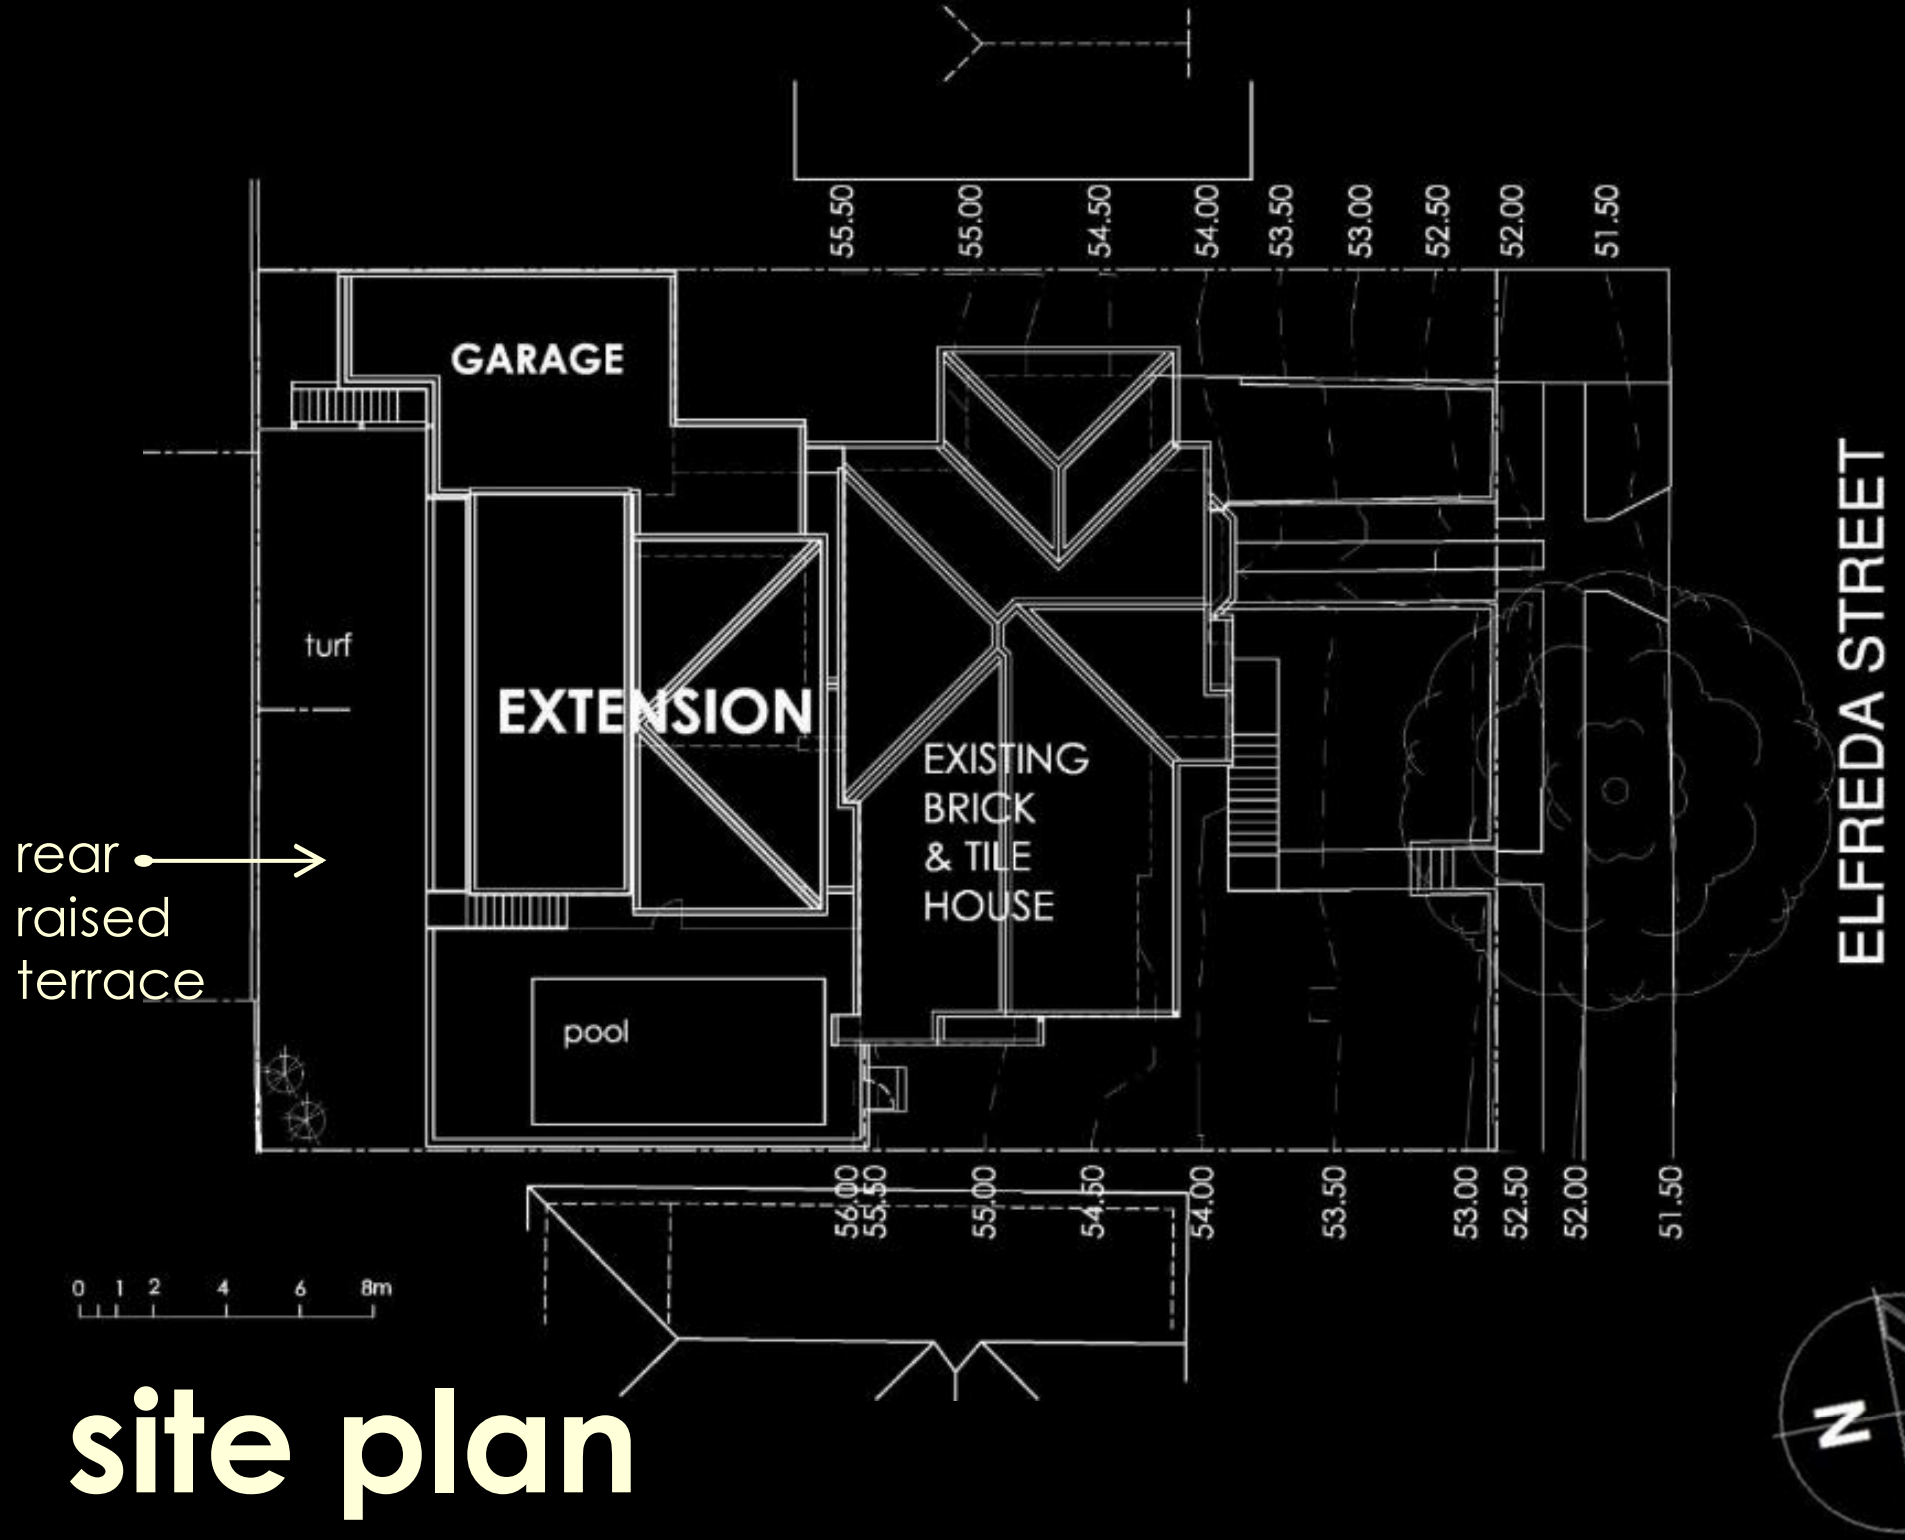 55.50
55.00
54.50
54.00
53.50
53.00
52.50
52.00
51.50
GARAGE
turf
EXTENSION
EXISTING
BRICK
& TILE
HOUSE
ELFREDA STREET
rear
raised
terrace
pool
56.00
55.50
55.00
54.50
54.00
53.50
53.00
52.50
52.00
51.50
0 1 2 4 6 8m
site plan
N